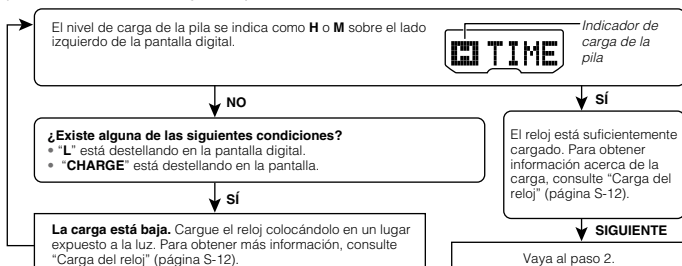 El nivel de carga de la pila se indica como H o M sobre el lado
izquierdo de la pantalla digital.
TIME
Indicador de
carga de la
pila
NO
SÍ
¿Existe alguna de las siguientes condiciones?
• "L" está destellando en la pantalla digital.
• "CHARGE" está destellando en la pantalla.
El reloj está suficientemente
cargado. Para obtener
información acerca de la
carga, consulte "Carga del
reloj" (página S-12).
SÍ
SIGUIENTE
La carga está baja. Cargue el reloj colocándolo en un lugar
expuesto a la luz. Para obtener más información, consulte
"Carga del reloj" (página S-12).
Vaya al paso 2.